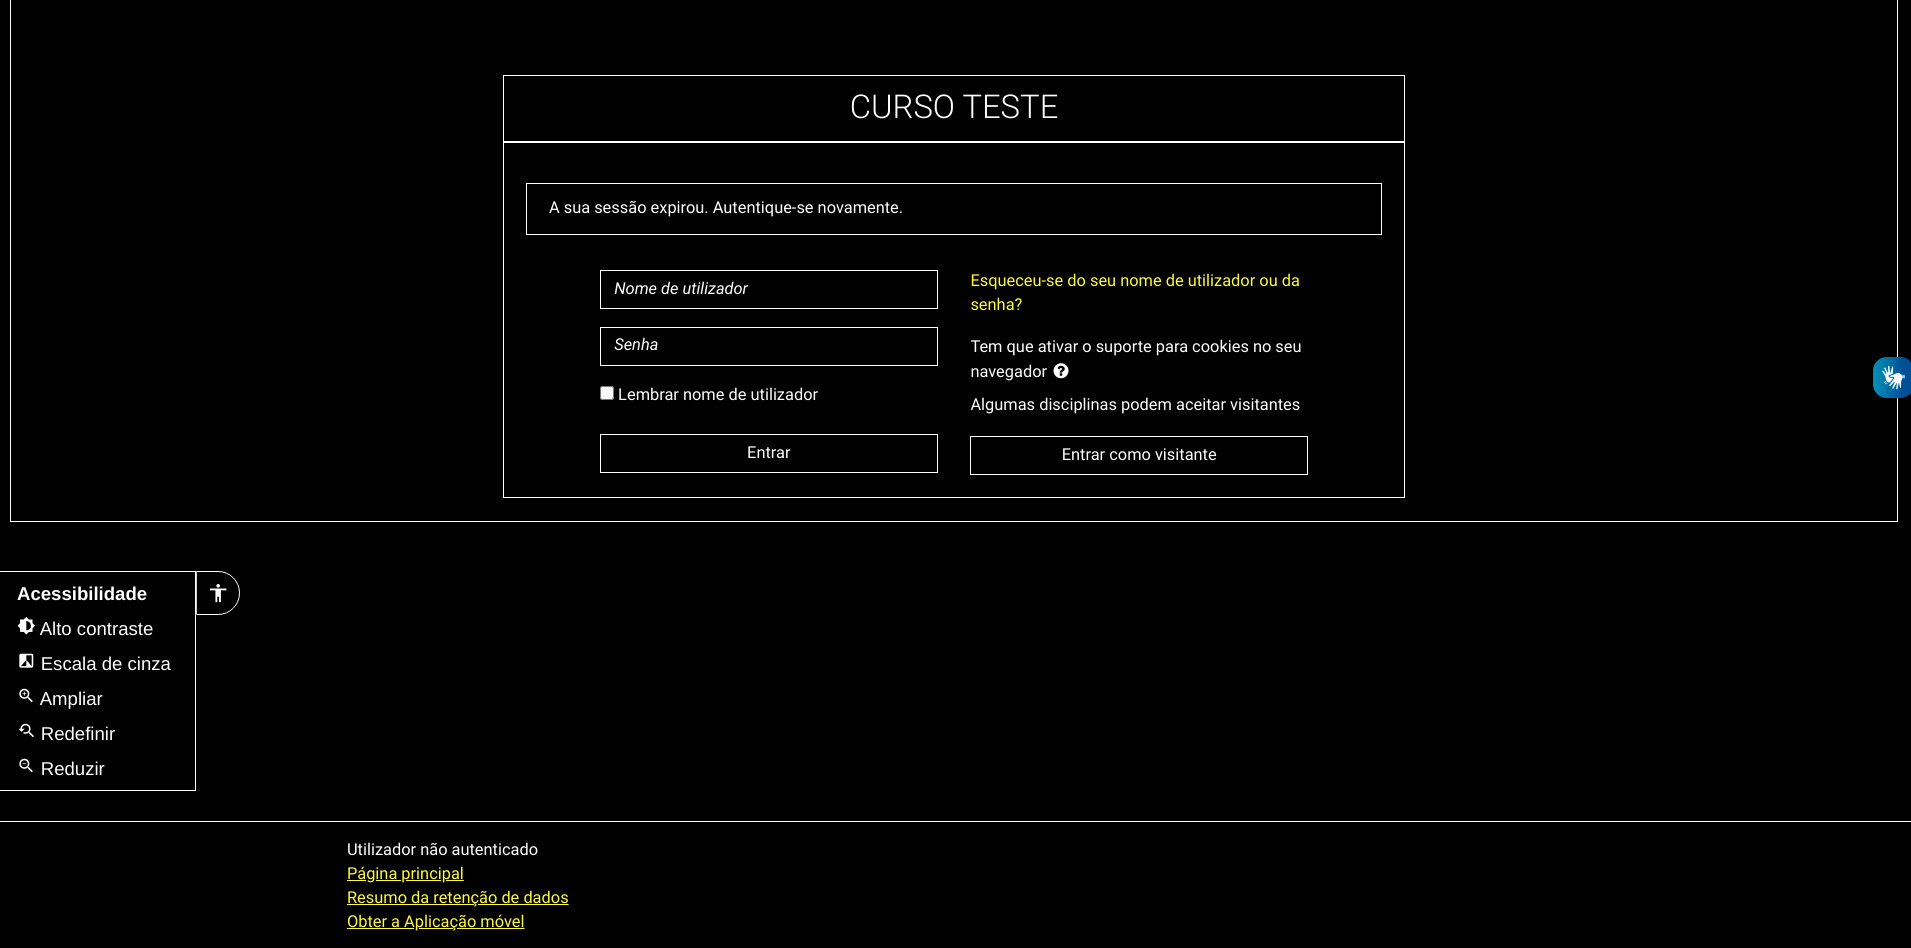 CURSO TESTE
A sua sessão expirou. Autentique-se novamente.
Nome de utilizador
Senha
Lembrar nome de utilizador
Entrar
Esqueceu-se do seu nome de utilizador ou da
senha?
Tem que ativar o suporte para cookies no seu
navegador
Algumas disciplinas podem aceitar visitantes
Entrar como visitante
Acessibilidade
Alto contraste
Escala de cinza
Ampliar
Redefinir
Reduzir
Utilizador não autenticado
Página principal
Resumo da retenção de dados
Obter a Aplicação móvel